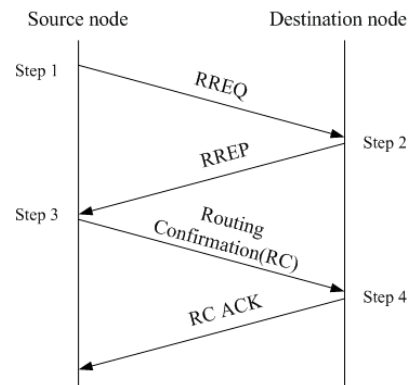 Source node
Destination node
Step 1
RREQ
Step 2
RREP
Step 3
Routing
Confirmation(RC)
Step 4
RC ACK